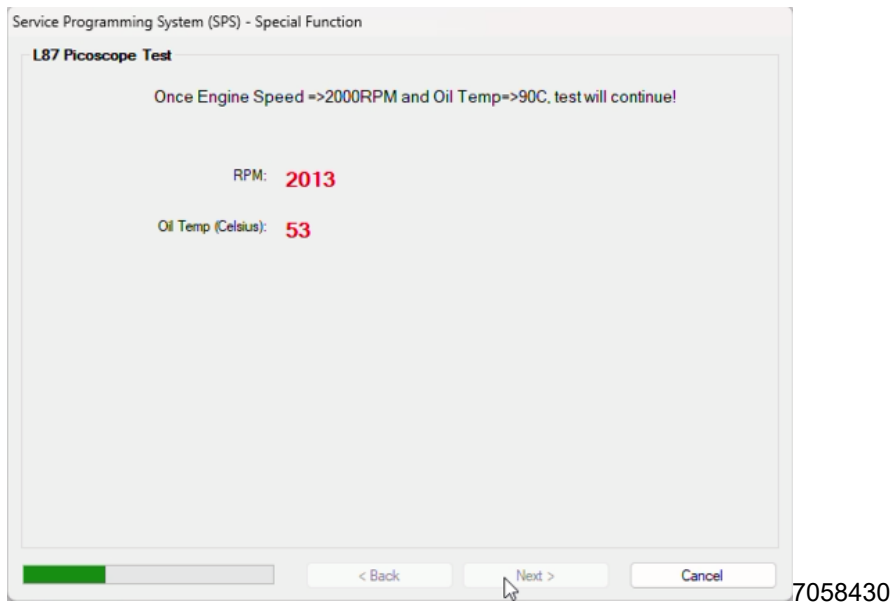 Service Programming System (SPS) - Special Function
L87 Picoscope Test
Once Engine Speed =>2000RPM and Oil Temp=>90C, test will continue!
RPM: 2013
Oil Temp (Celsius): 53
< Back Next > Cancel
7058430